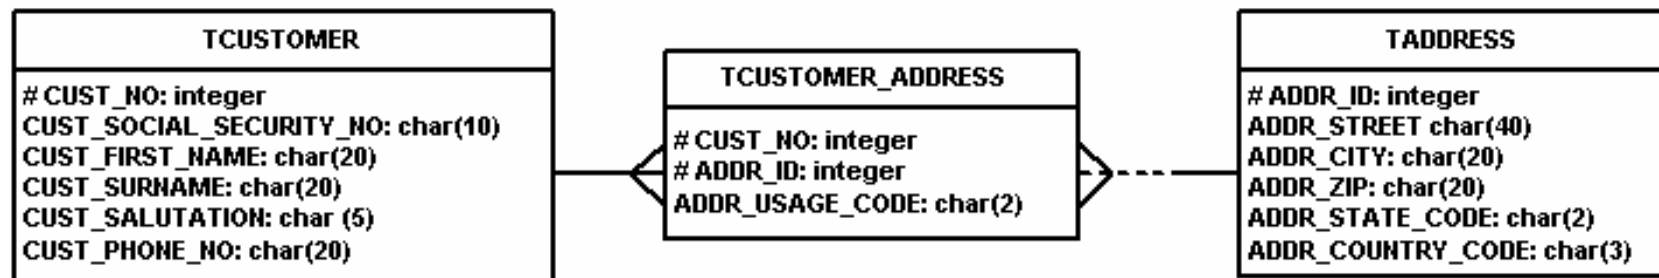 TCUSTOMER
# CUST_NO: integer
CUST_SOCIAL_SECURITY_NO: char(10)
CUST_FIRST_NAME: char(20)
CUST_SURNAME: char(20)
CUST_SALUTATION: char (5)
CUST_PHONE_NO: char(20)
TCUSTOMER_ADDRESS
# CUST_NO: integer
# ADDR_ID: integer
ADDR_USAGE_CODE: char(2)
TADDRESS
# ADDR_ID: integer
ADDR_STREET char(40)
ADDR_CITY: char(20)
ADDR_ZIP: char(20)
ADDR_STATE_CODE: char(2)
ADDR_COUNTRY_CODE: char(3)